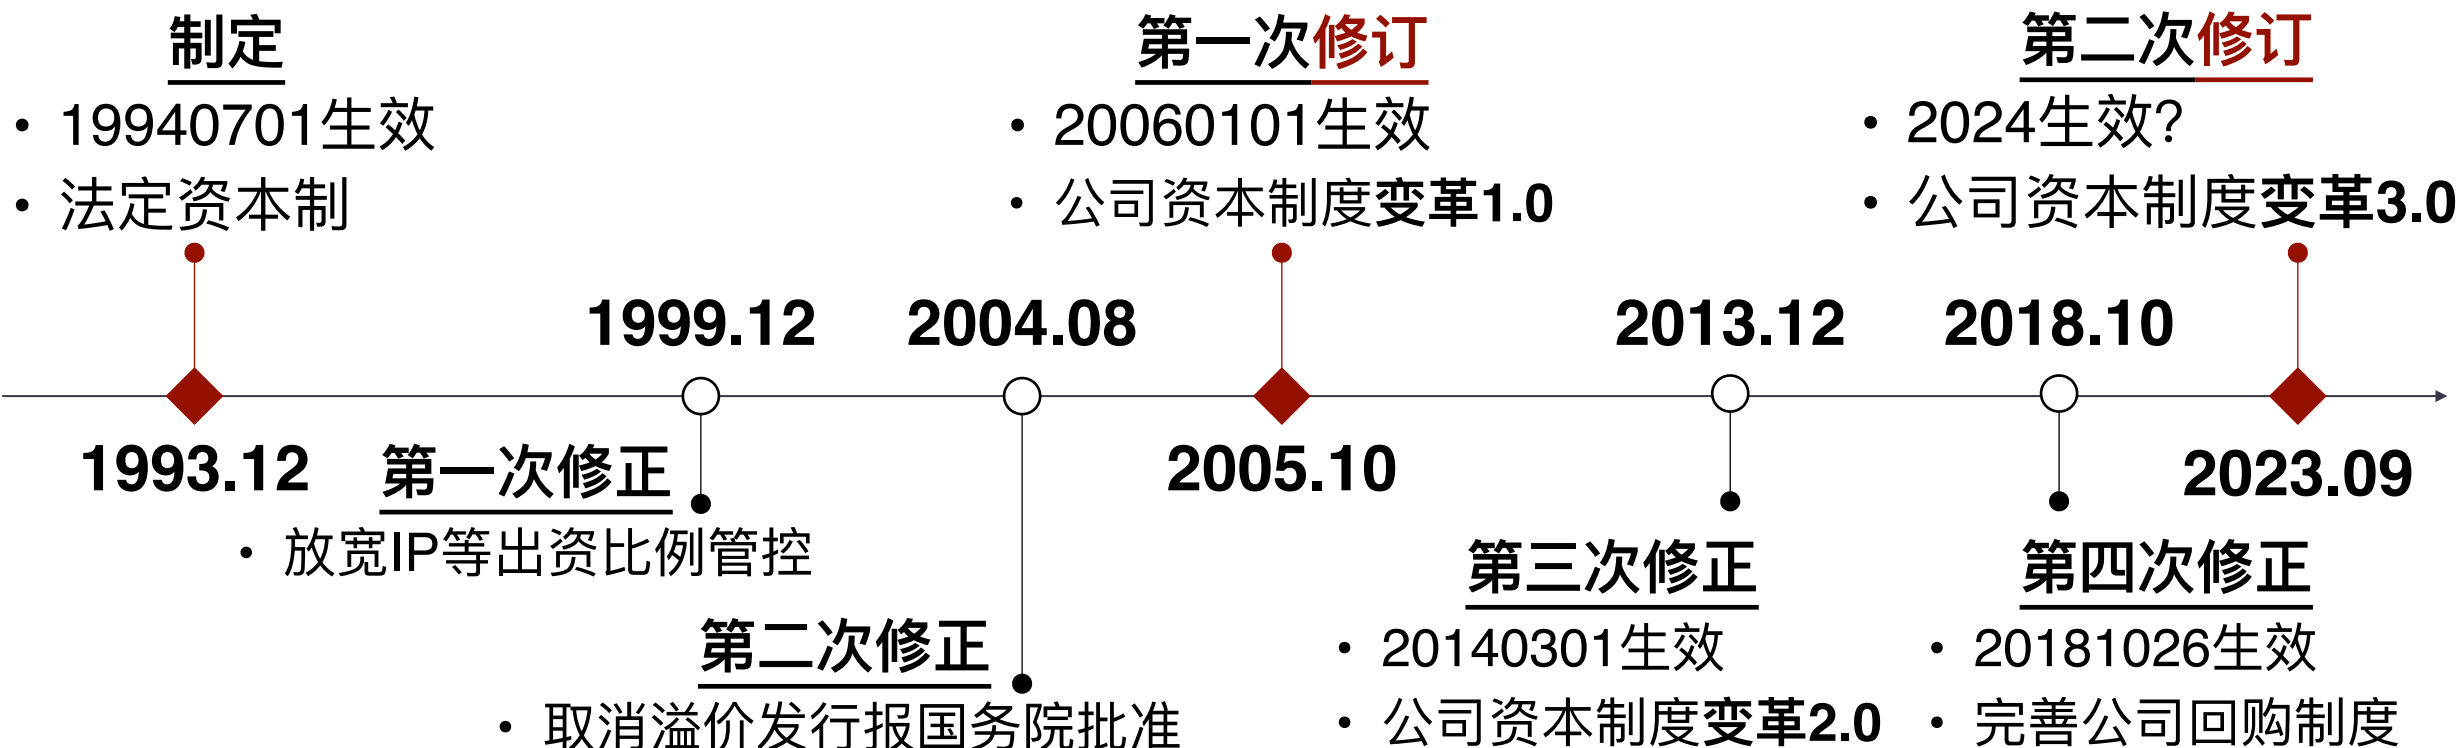 制定
• 19940701生效
• 法定资本制
第一次修订
• 20060101生效
• 公司资本制度变革1.0
第二次修订
• 2024生效?
• 公司资本制度变革3.0
1999.12
2004.08
2013.12
2018.10
1993.12
2005.10
2023.09
第一次修正
• 放宽IP等出资比例管控
第二次修正
• 取消溢价发行报国务院批准
第三次修正
• 20140301生效
• 公司资本制度变革2.0
第四次修正
• 20181026生效
• 完善公司回购制度